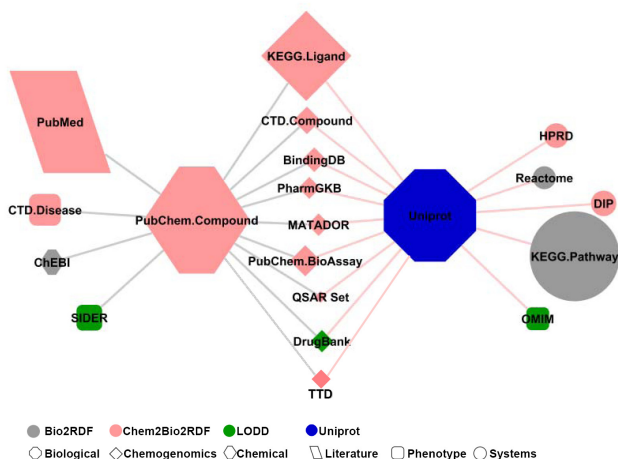 KEGG.Ligand
PubMed
CTD.Compound
HPRD
BindingDB
Reactome
PharmGKB
CTD.Disease
DIP
PubChem.Compound
MATADOR
Uniprot
ChEBI
PubChem.BioAssay
KEGG.Pathway
QSAR Set
SIDER
OMIM
DrugBank
TTD
Bio2RDF Chem2Bio2RDF LODD Uniprot
Biological Chemogenomics Chemical Literature Phenotype Systems